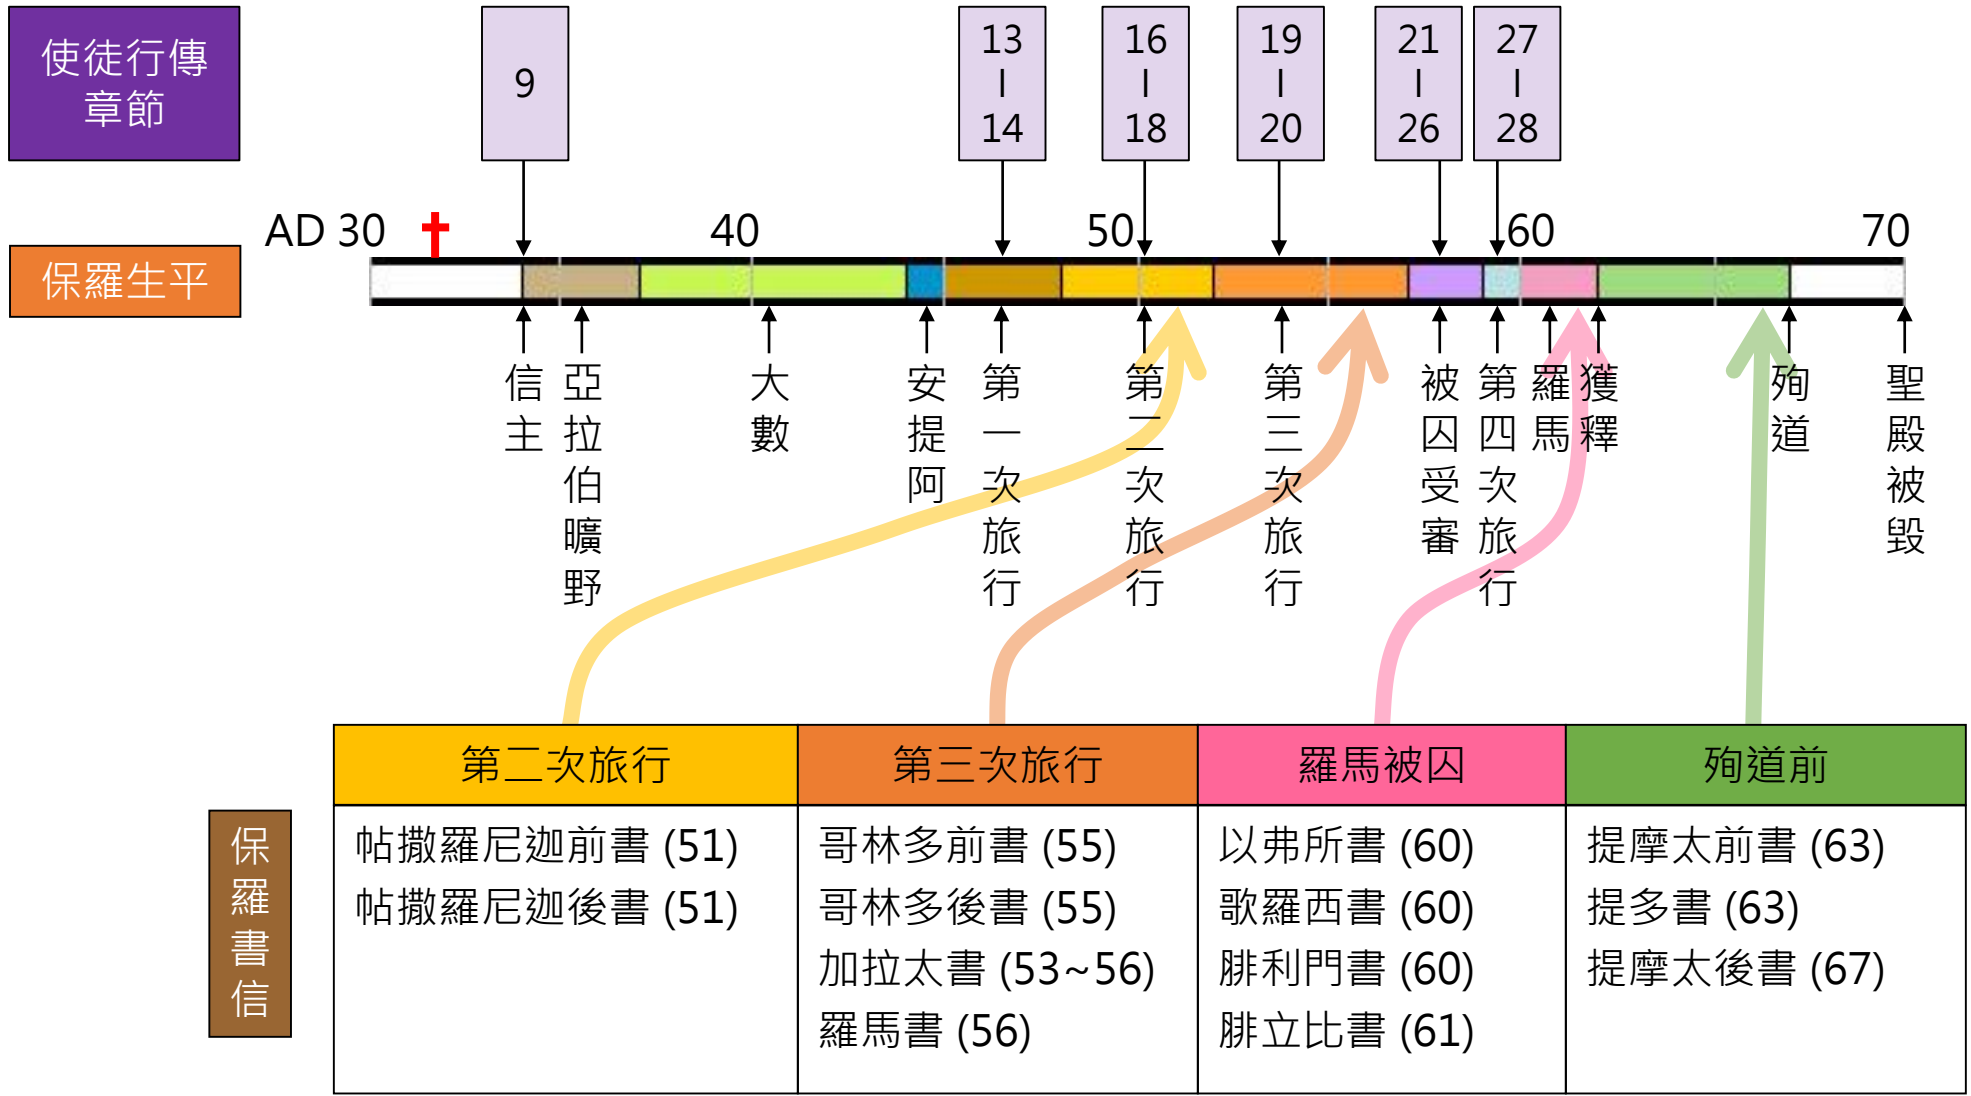 使徒行傳
章節
9
13
|
14
16
|
18
19
|
20
21
|
26
27
|
28
AD 30
40
50
60
70
保羅生平
信主
亞拉伯曠野
大數
安提阿
第一次旅行
第二次旅行
第三次旅行
被囚受審
第四次旅行
羅馬
獲釋
殉道
聖殿被毀
保羅書信
第二次旅行
帖撒羅尼迦前書 (51)
帖撒羅尼迦後書 (51)
第三次旅行
哥林多前書 (55)
哥林多後書 (55)
加拉太書 (53~56)
羅馬書 (56)
羅馬被囚
以弗所書 (60)
歌羅西書 (60)
腓利門書 (60)
腓立比書 (61)
殉道前
提摩太前書 (63)
提多書 (63)
提摩太後書 (67)